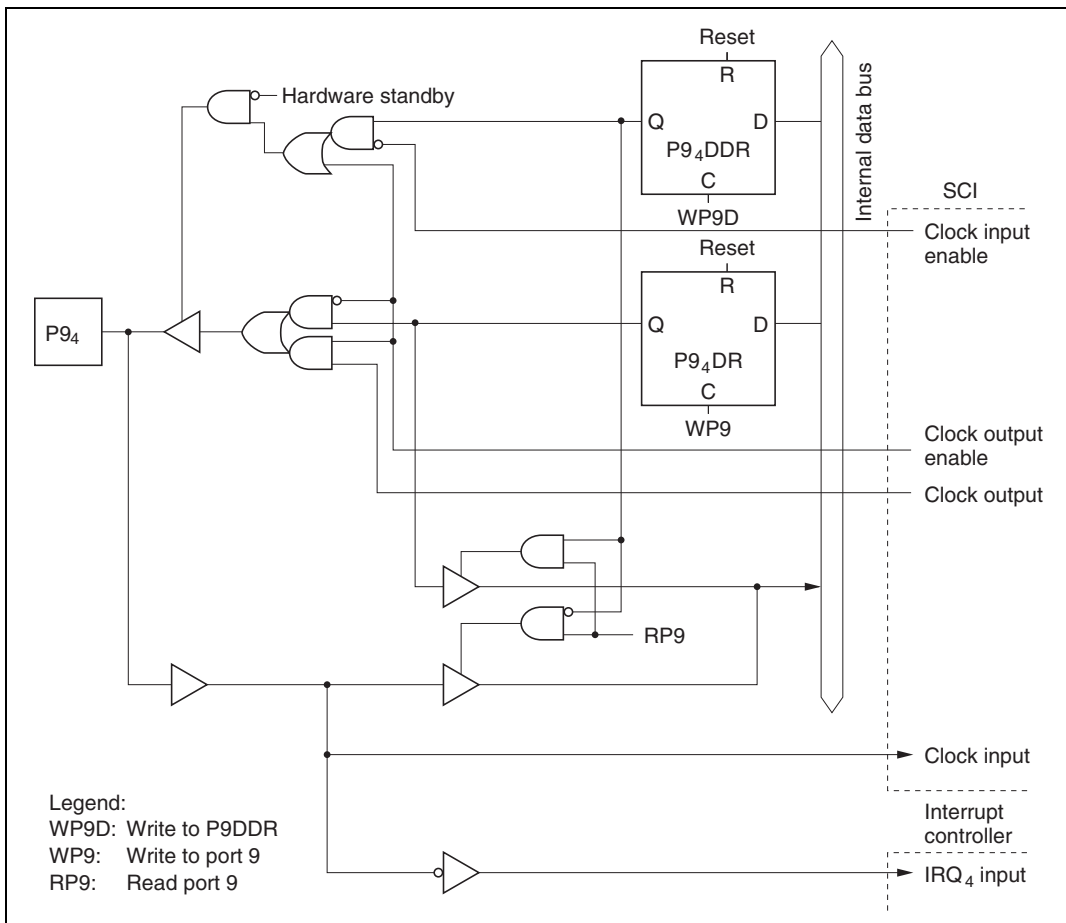 Reset
R
Hardware standby
Q
D
P9₄DDR
C
WP9D
Internal data bus
SCI
Clock input
enable
Reset
R
P9₄
Q
D
P9₄DR
C
WP9
Clock output
enable
Clock output
RP9
Clock input
Legend:
WP9D: Write to P9DDR
WP9: Write to port 9
RP9: Read port 9
Interrupt
controller
IRQ₄ input